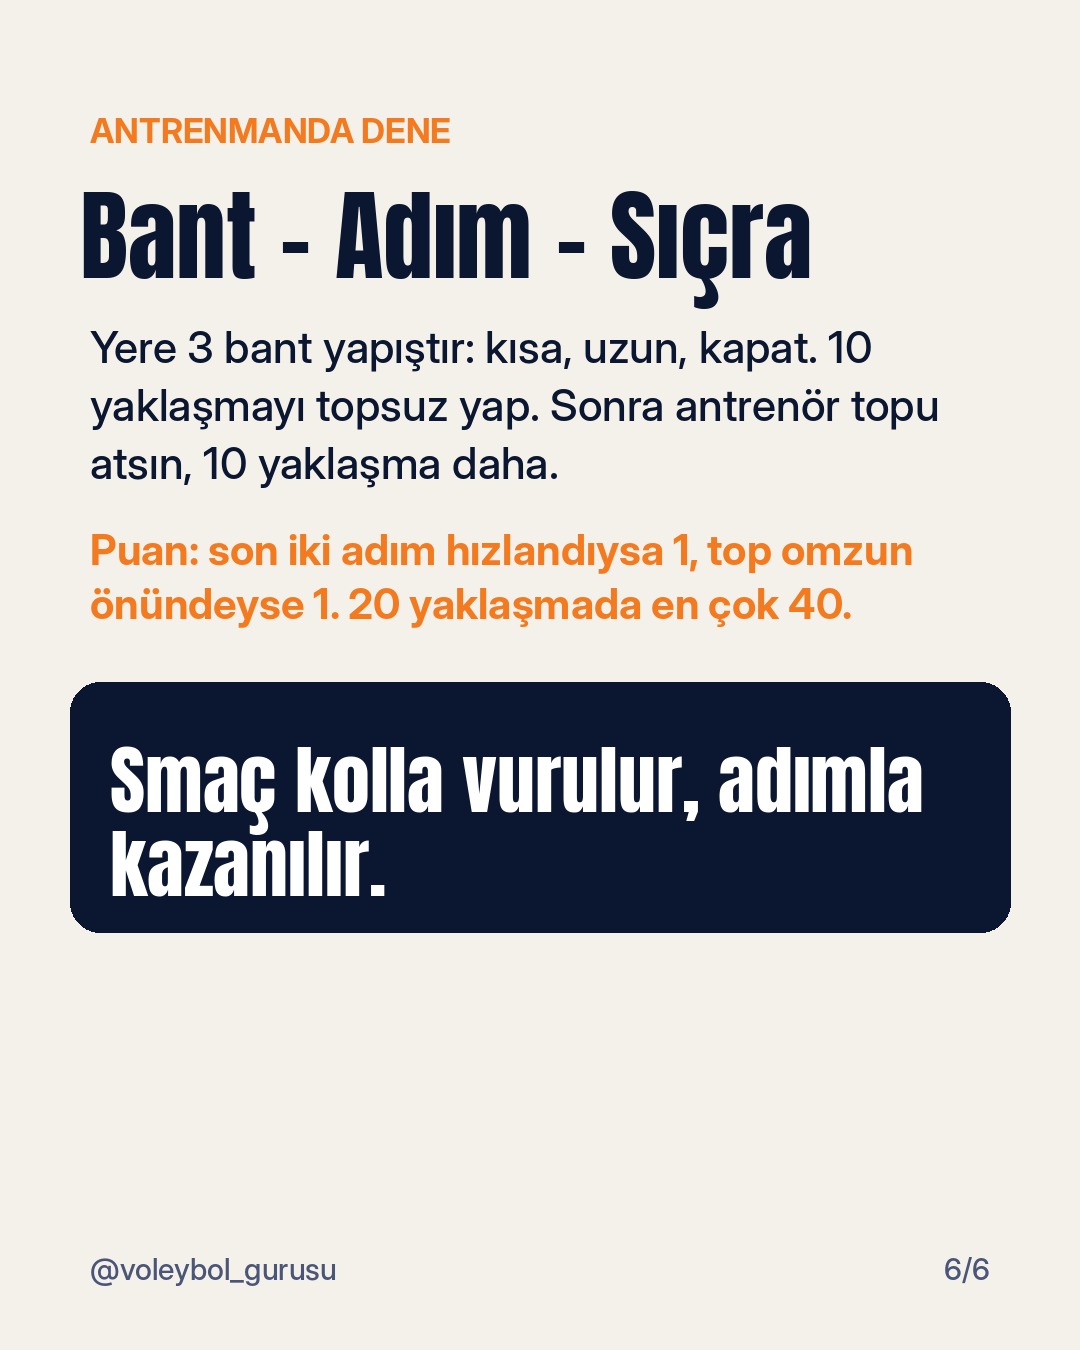 ANTRENMANDA DENE
Bant - Adım - Sıçra
Yere 3 bant yapıştır: kısa, uzun, kapat. 10
yaklaşmayı topsuz yap. Sonra antrenör topu
atsın, 10 yaklaşma daha.
Puan: son iki adım hızlandıysa 1, top omzun
önündeyse 1. 20 yaklaşmada en çok 40.
Smaç kolla vurulur, adımla
kazanılır.
@voleybol_gurusu
6/6